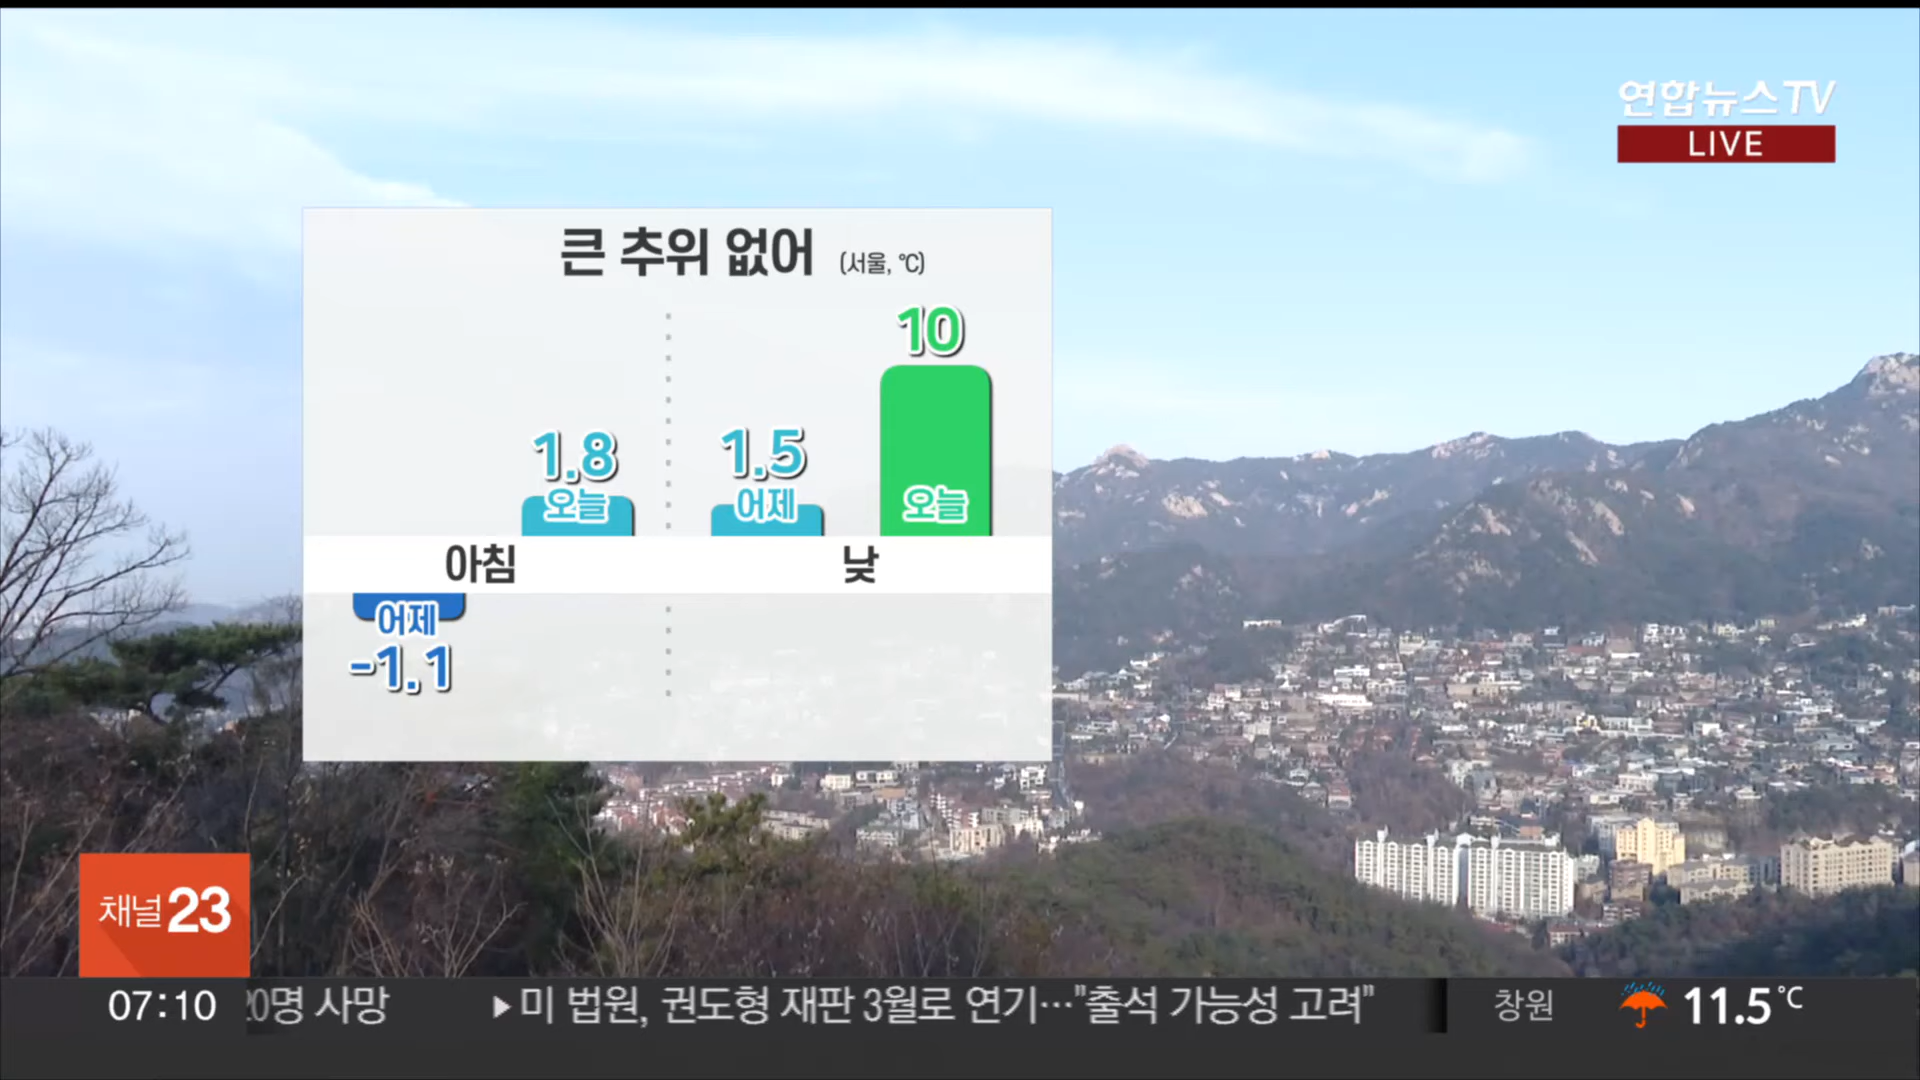 연합뉴스TV
LIVE
큰 추위 없어 (서울, ℃)
10
1.8
1.5
오늘
어제
오늘
아침
낮
어제
-1.1
채널 23
07:10
20명 사망
▶미 법원, 권도형 재판 3월로 연기…"출석 가능성 고려"
창원
11.5℃